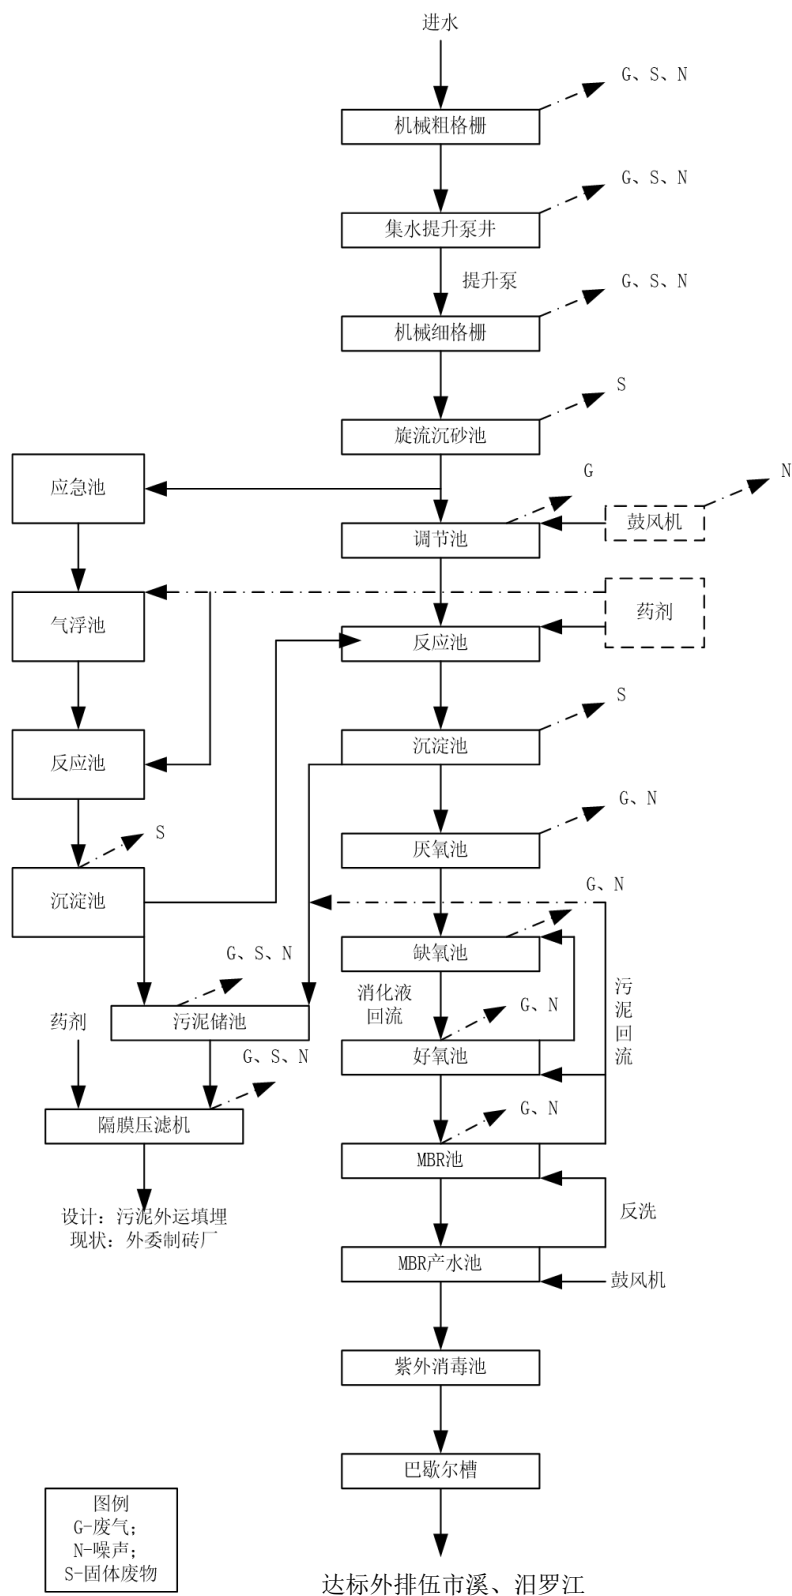 进水
G、S、N
机械粗格栅
G、S、N
集水提升泵井
提升泵
G、S、N
机械细格栅
S
旋流沉砂池
应急池
G
N
鼓风机
调节池
气浮池
药剂
反应池
S
反应池
沉淀池
G、N
S
厌氧池
沉淀池
G、N
缺氧池
G、S、N
消化液
回流
污泥回流
G、N
药剂
污泥储池
G、S、N
好氧池
G、N
隔膜压滤机
MBR池
设计：污泥外运填埋
现状：外委制砖厂
反洗
MBR产水池
鼓风机
紫外消毒池
巴歇尔槽
图例
G-废气；
N-噪声；
S-固体废物
达标外排伍市溪、汨罗江